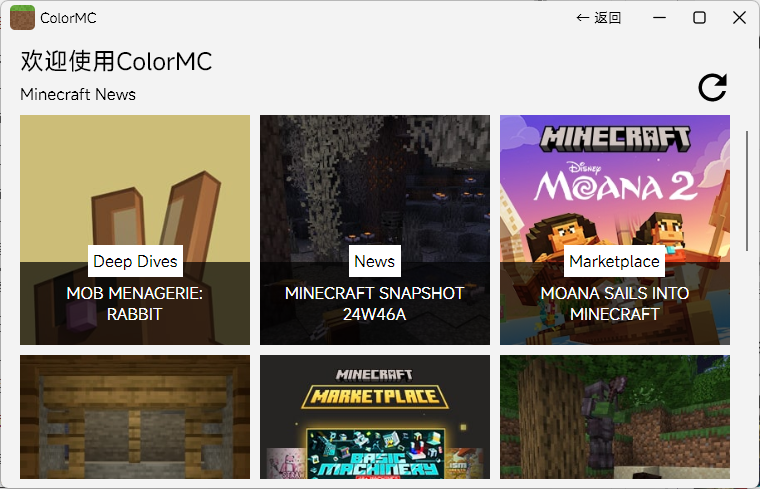 ColorMC
← 返回
欢迎使用ColorMC
Minecraft News
Deep Dives
MOB MENAGERIE:
RABBIT
News
MINECRAFT SNAPSHOT
24W46A
MINECRAFT
DISNEY
MOANA 2
Marketplace
MOANA SAILS INTO
MINECRAFT
MINECRAFT
MARKETPLACE
BASIC
MACHINERY